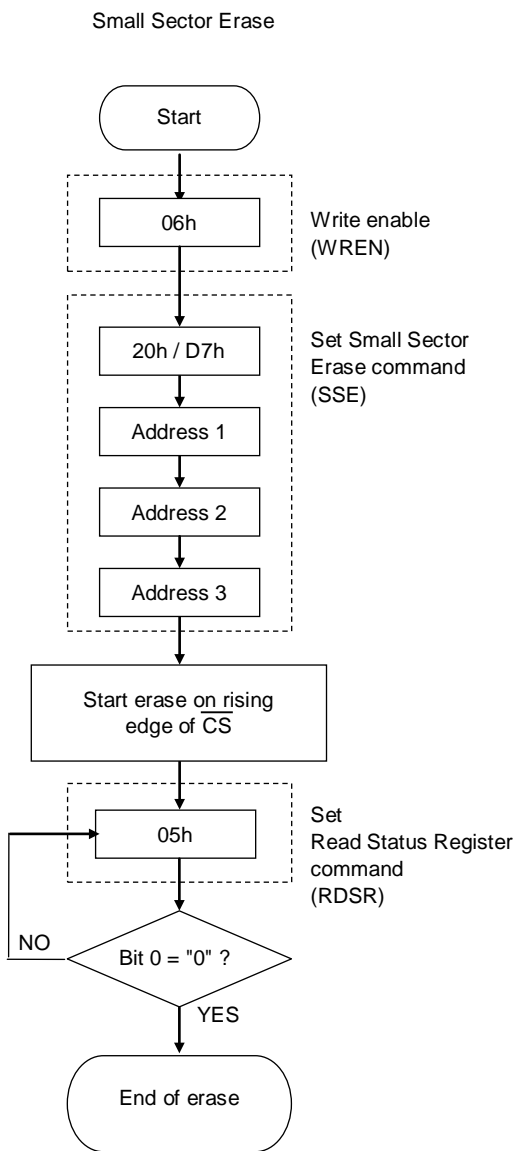 Small Sector Erase
Start
06h
Write enable
(WREN)
20h / D7h
Set Small Sector
Erase command
(SSE)
Address 1
Address 2
Address 3
Start erase on rising
edge of C̅S̅
05h
Set
Read Status Register
command
(RDSR)
NO
Bit 0 = "0" ?
YES
End of erase